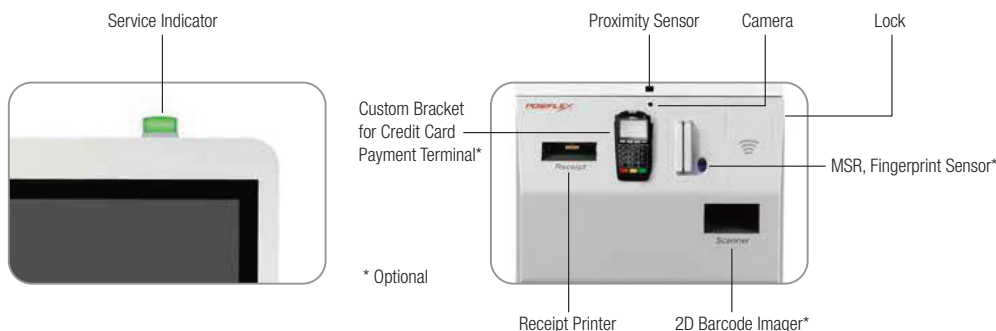 Service Indicator
Proximity Sensor
Camera
Lock
Custom Bracket
for Credit Card
Payment Terminal*
POSIFLEX
Receipt
MSR, Fingerprint Sensor*
Scanner
* Optional
Receipt Printer
2D Barcode Imager*